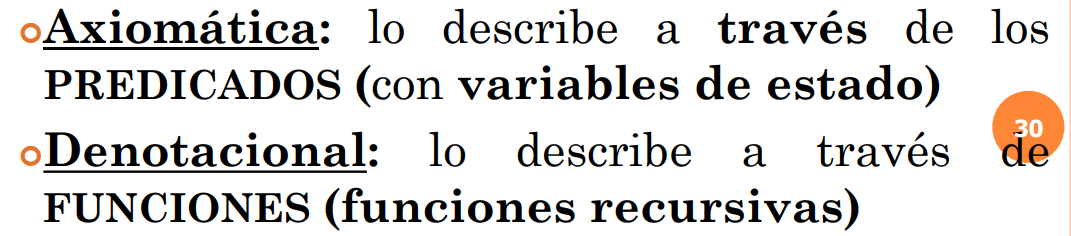 Axiomática: lo describe a través de los
PREDICADOS (con variables de estado)
30
Denotacional: lo describe a través de
FUNCIONES (funciones recursivas)